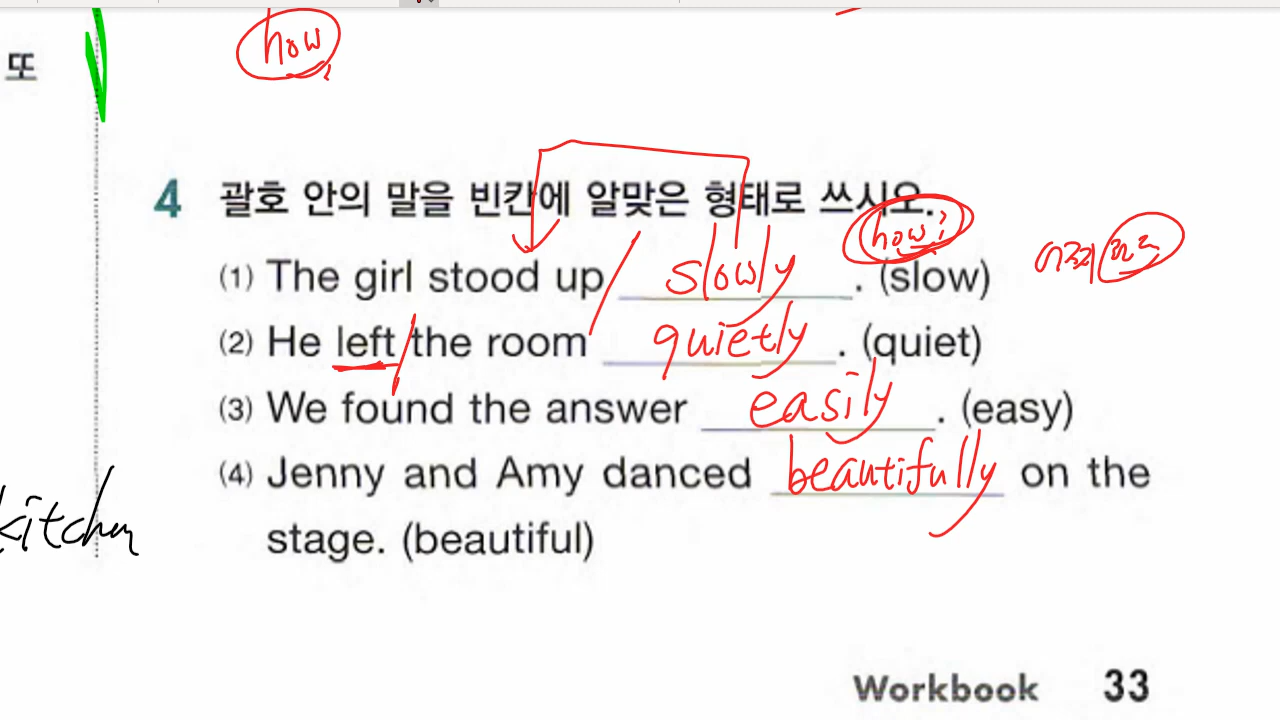 how
또
4 괄호 안의 말을 빈칸에 알맞은 형태로 쓰시오.
how?
(1) The girl stood up slowly. (slow)
(2) He left the room quietly. (quiet)
(3) We found the answer easily. (easy)
(4) Jenny and Amy danced beautifully on the
stage. (beautiful)
kitchen
Workbook 33